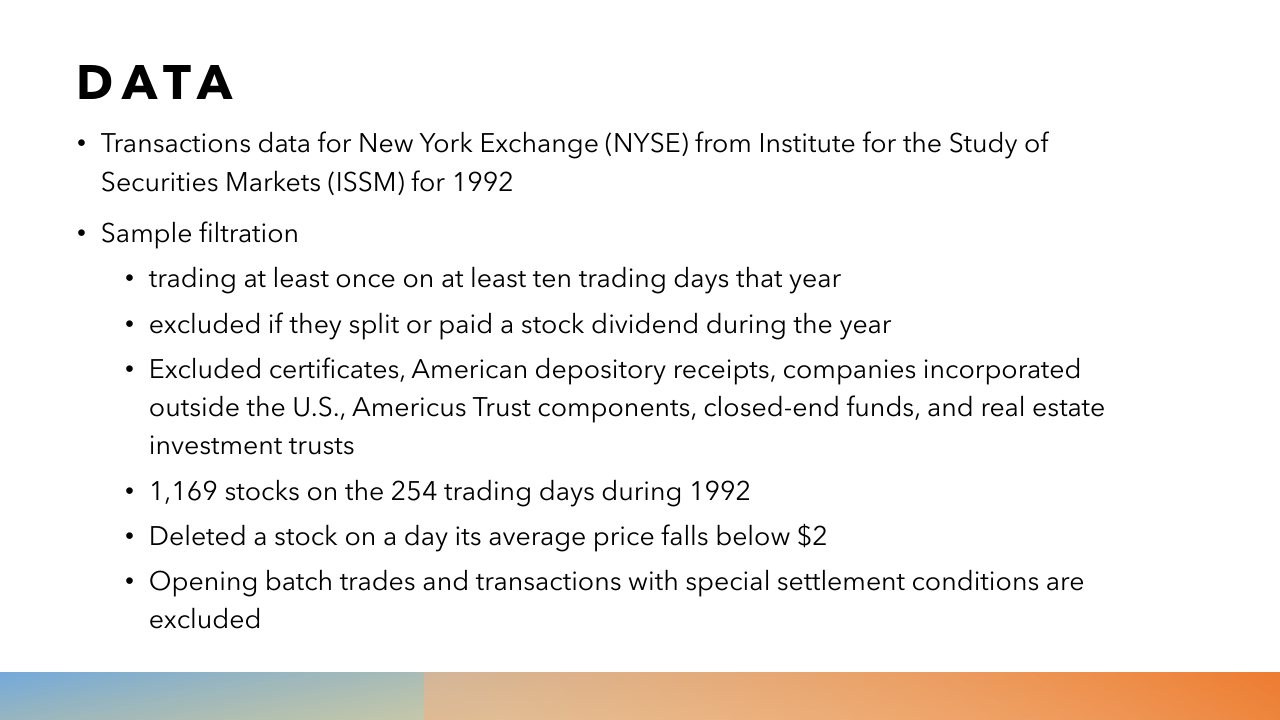 DATA
• Transactions data for New York Exchange (NYSE) from Institute for the Study of
Securities Markets (ISSM) for 1992
• Sample filtration
• trading at least once on at least ten trading days that year
• excluded if they split or paid a stock dividend during the year
• Excluded certificates, American depository receipts, companies incorporated
outside the U.S., Americus Trust components, closed-end funds, and real estate
investment trusts
• 1,169 stocks on the 254 trading days during 1992
• Deleted a stock on a day its average price falls below $2
• Opening batch trades and transactions with special settlement conditions are
excluded